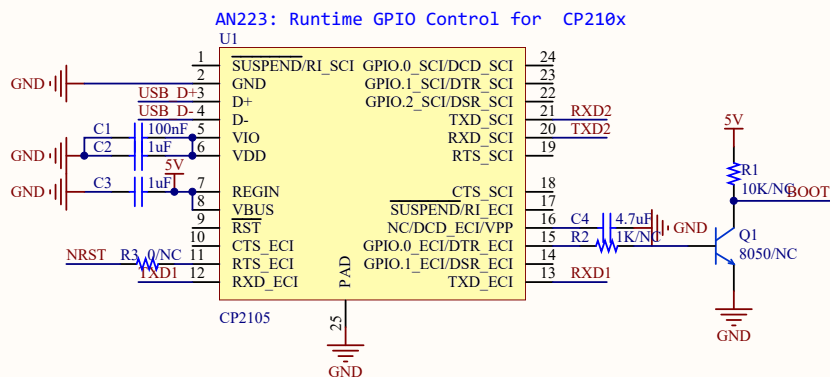 AN223: Runtime GPIO Control for CP210x
U1
1 SUSPEND/RI_SCI GPIO.0_SCI/DCD_SCI 24
GND 2 GND GPIO.1_SCI/DTR_SCI 23
USB D+ 3 D+ GPIO.2_SCI/DSR_SCI 22
USB D- 4 D- TXD_SCI 21 RXD2
C1 100nF 5 VIO RXD_SCI 20 TXD2
GND C2 1uF 6 VDD RTS_SCI 19
5V
GND C3 1uF 7 REGIN CTS_SCI 18
8 VBUS SUSPEND/RI_ECI 17
9 RST NC/DCD_ECI/VPP 16 C4 4.7uF GND
10 CTS_ECI GPIO.0_ECI/DTR_ECI 15 R2 1K/NC
NRST R3 0/NC 11 RTS_ECI GPIO.1_ECI/DSR_ECI 14
TXD1 12 RXD_ECI TXD_ECI 13 RXD1
PAD
CP2105
25
GND
5V
R1
10K/NC
BOOT
Q1
8050/NC
GND